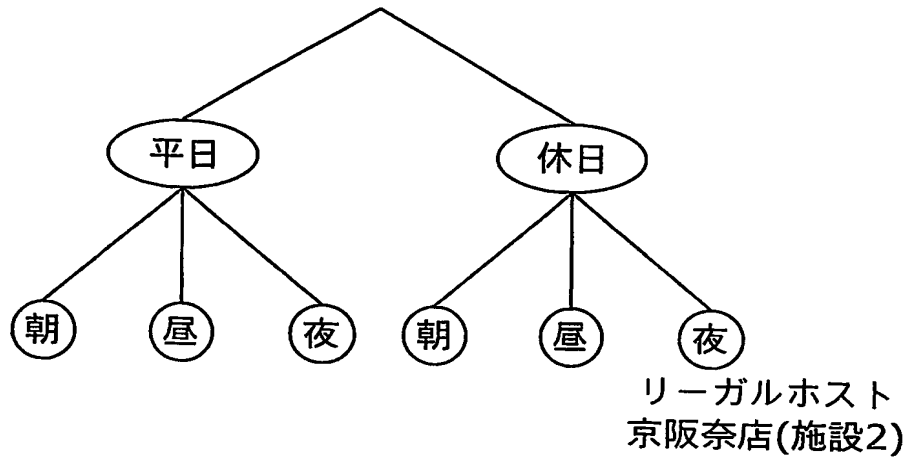 平日 休日
朝 昼 夜 朝 昼 夜
リーガルホスト
京阪奈店(施設2)